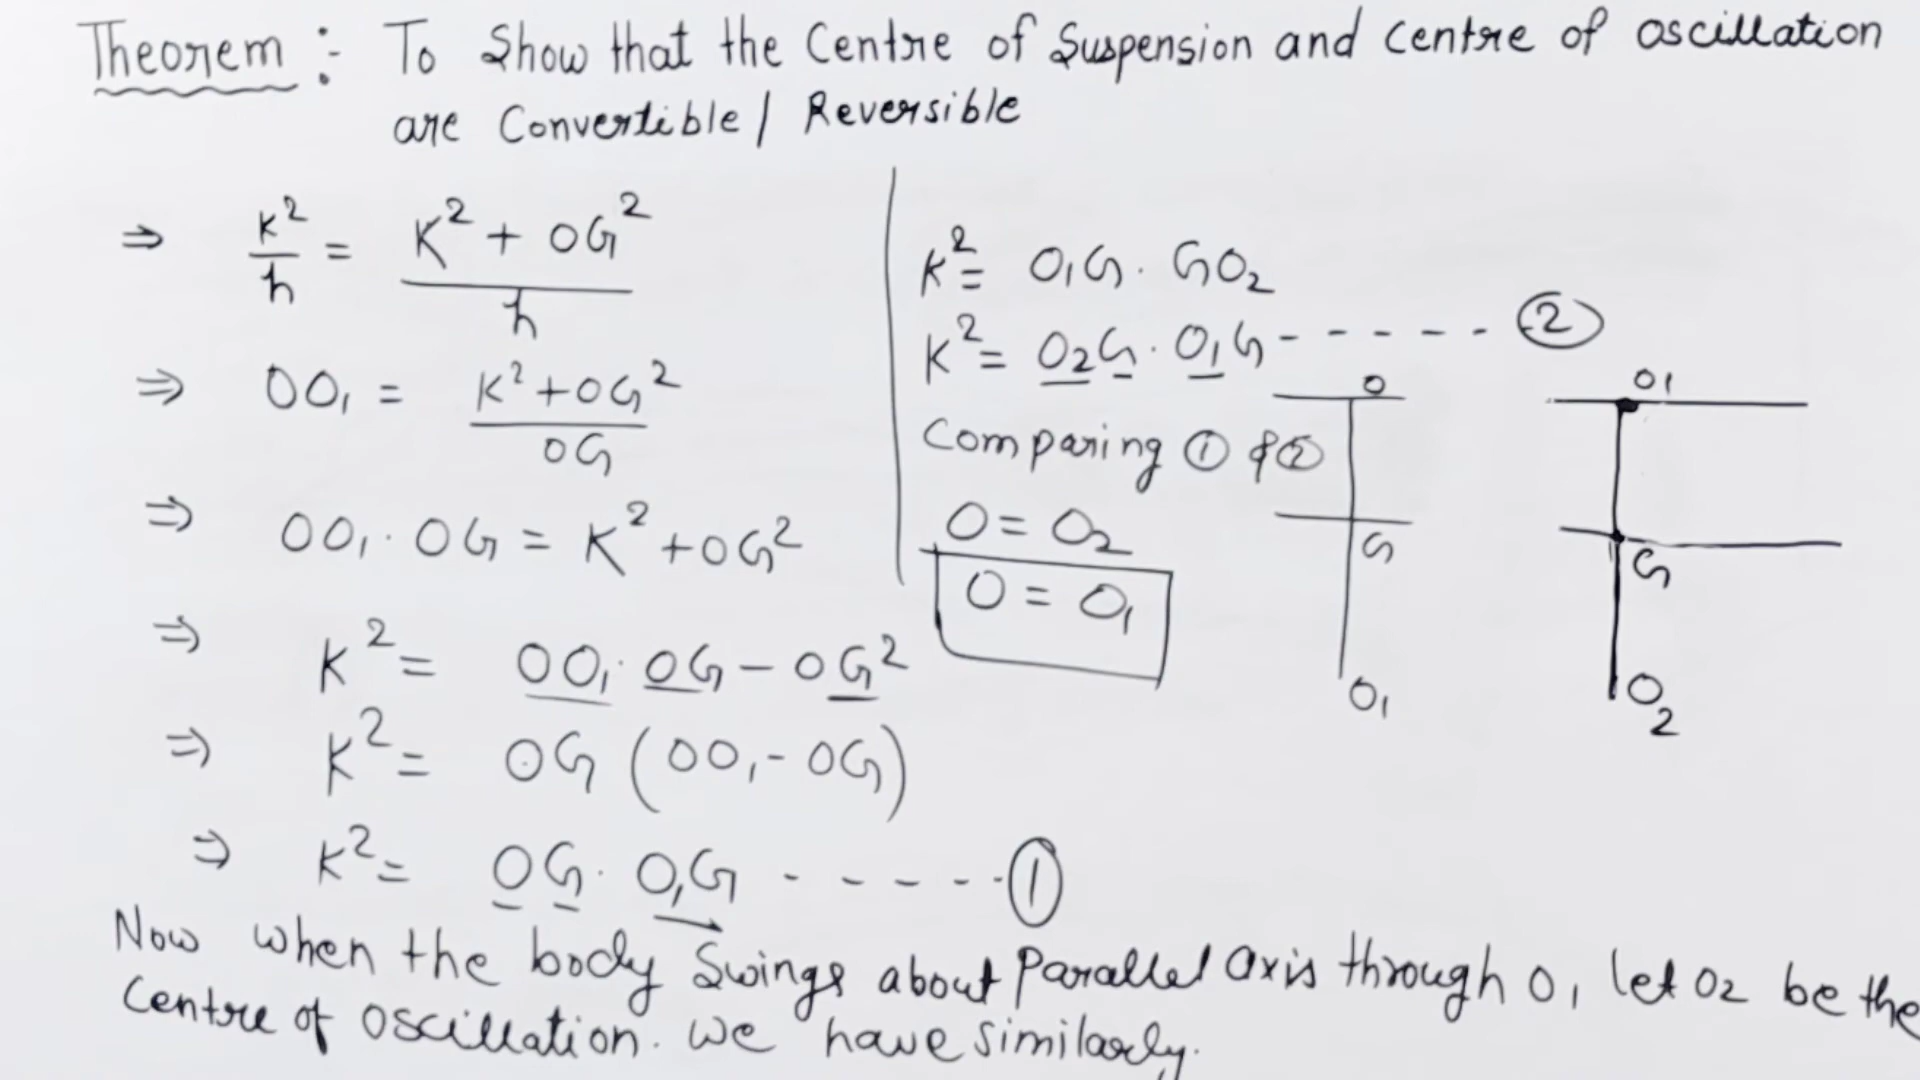 Theorem :- To Show that the Centre of Suspension and centre of oscillation
are Convertible / Reversible
⇒ k²/h = K² + OG²/h
⇒ OO₁ = K² + OG²/OG
⇒ OO₁ . OG = K² + OG²
⇒ K² = OO₁ . OG - OG²
⇒ K² = OG (OO₁ - OG)
⇒ K² = OG . O₁G - - - - - ①
Now when the body Swings about parallel axis through O₁ let O₂ be the
Centre of oscillation. We have similarly.
K² = O₁G . GO₂
K² = O₂G . O₁G - - - - - ②
Comparing ① & ②
O = O₂
O = O₁
O
G
O₁
O₁
G
O₂